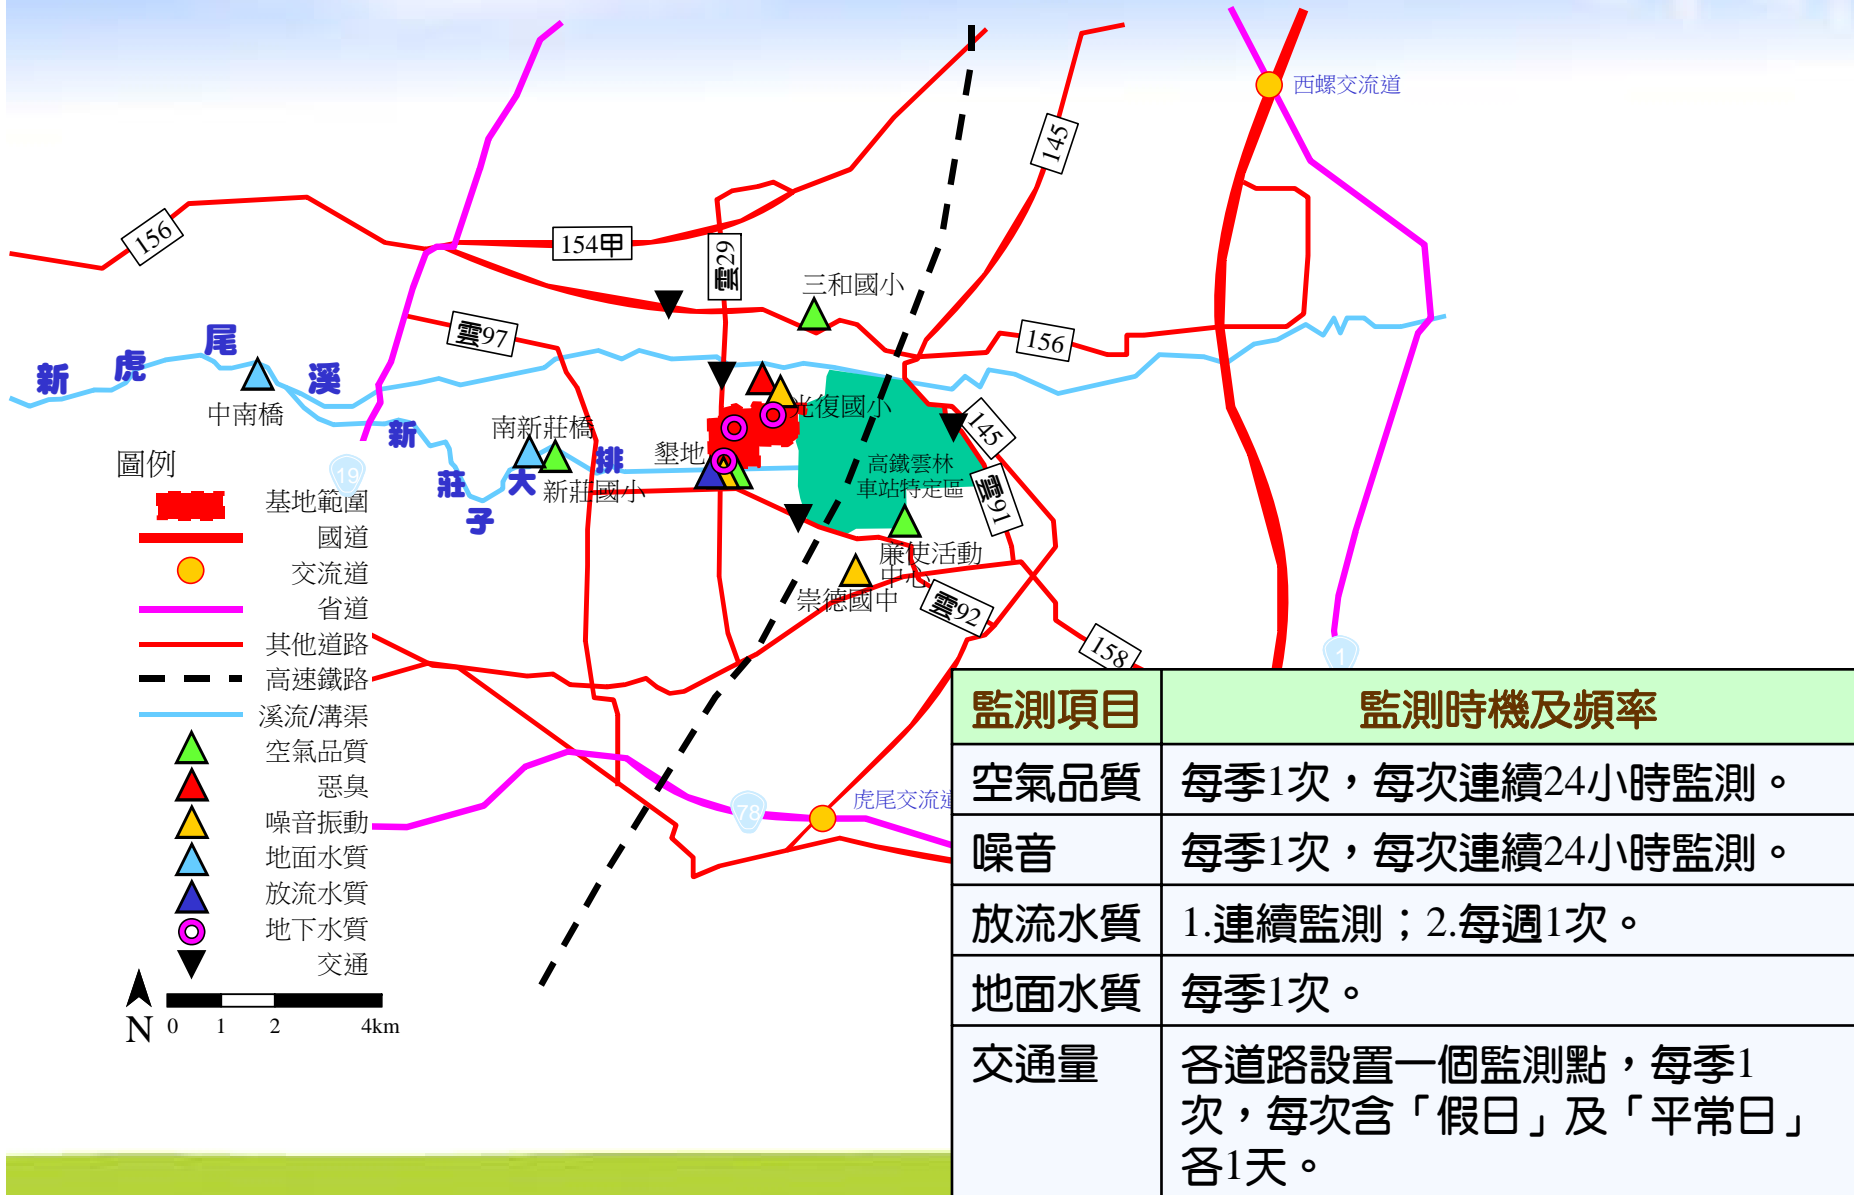 西螺交流道
145
156
154甲
雲29
三和國小
雲97
156
新虎尾溪
中南橋
光復國小
新莊子大排
南新莊橋
墾地
新莊國小
145
高鐵雲林
車站特定區
雲91
廉使活動
中心
崇德國中
雲92
158
19
1
78
虎尾交流道
圖例
基地範圍
國道
交流道
省道
其他道路
高速鐵路
溪流/溝渠
空氣品質
惡臭
噪音振動
地面水質
放流水質
地下水質
交通
N 0 1 2 4km
監測項目 監測時機及頻率
空氣品質 每季1次，每次連續24小時監測。
噪音 每季1次，每次連續24小時監測。
放流水質 1.連續監測；2.每週1次。
地面水質 每季1次。
交通量 各道路設置一個監測點，每季1
次，每次含「假日」及「平常日」
各1天。